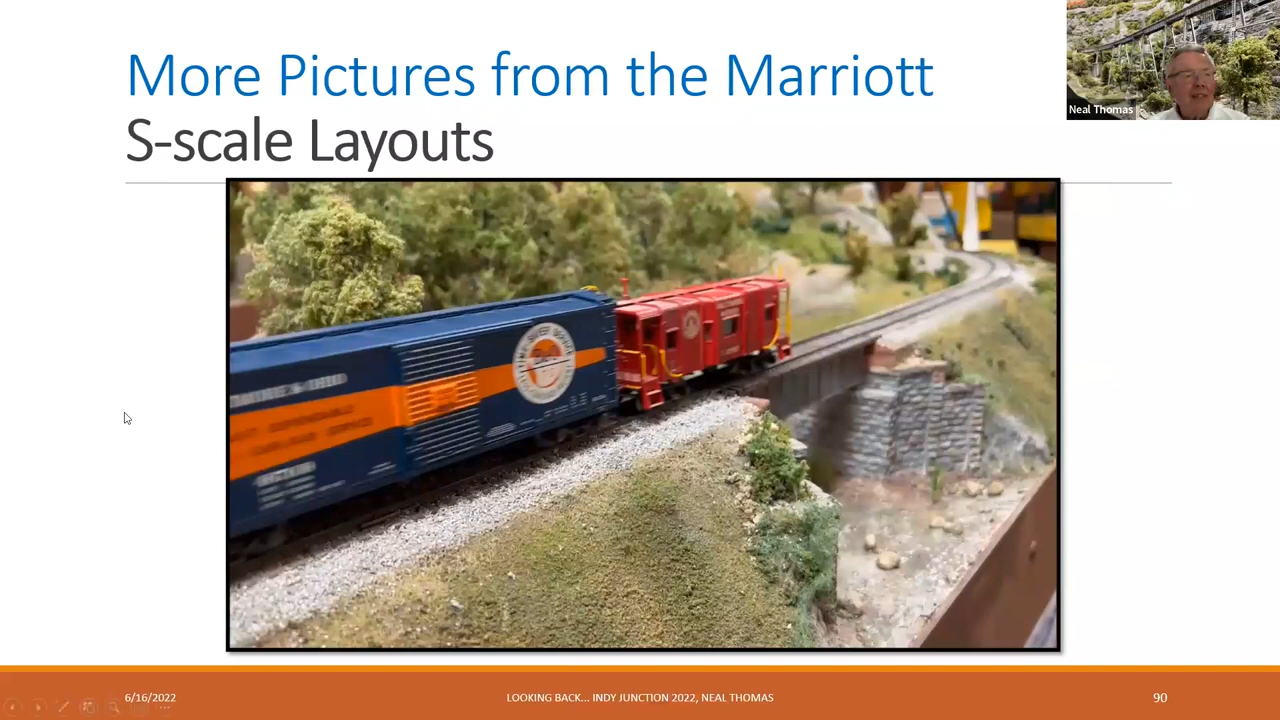 More Pictures from the Marriott
S-scale Layouts
Neal Thomas
6/16/2022
LOOKING BACK... INDY JUNCTION 2022, NEAL THOMAS
90